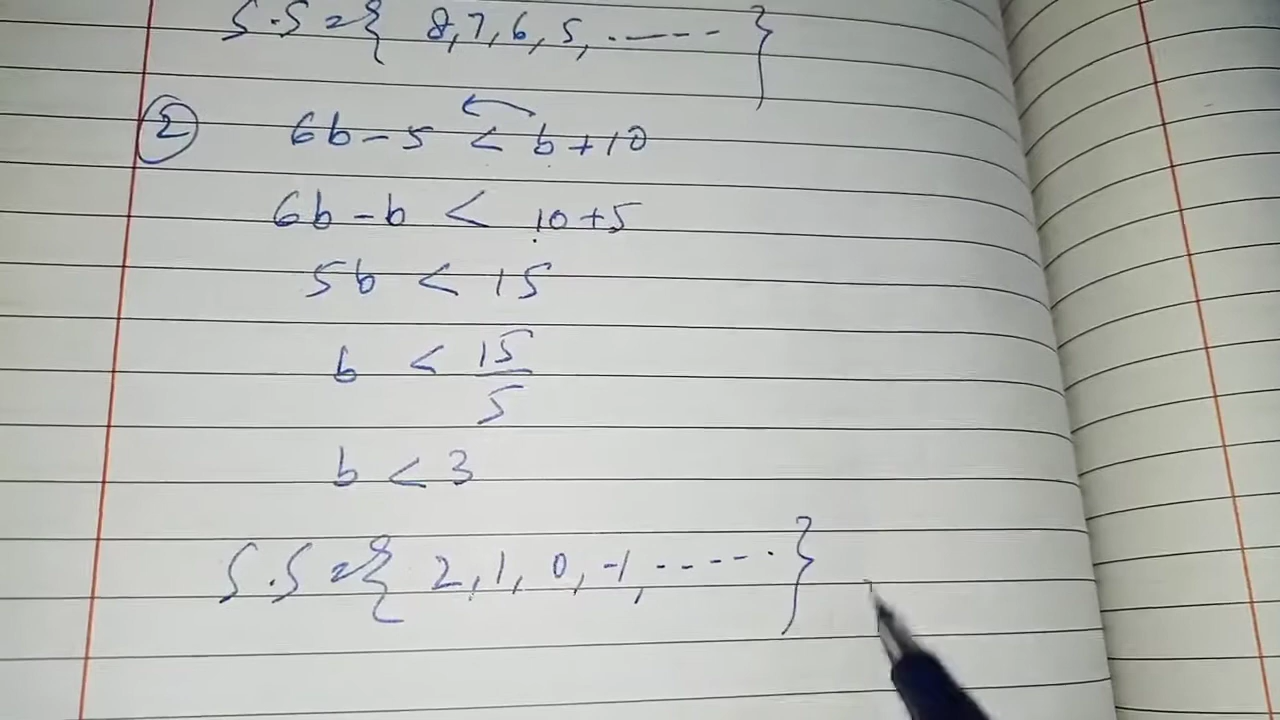 S.S = { 8, 7, 6, 5, ..... }
② 6b - 5 < b + 10
6b - b < 10 + 5
5b < 15
b < 15/5
b < 3
S.S = { 2, 1, 0, -1, ..... }